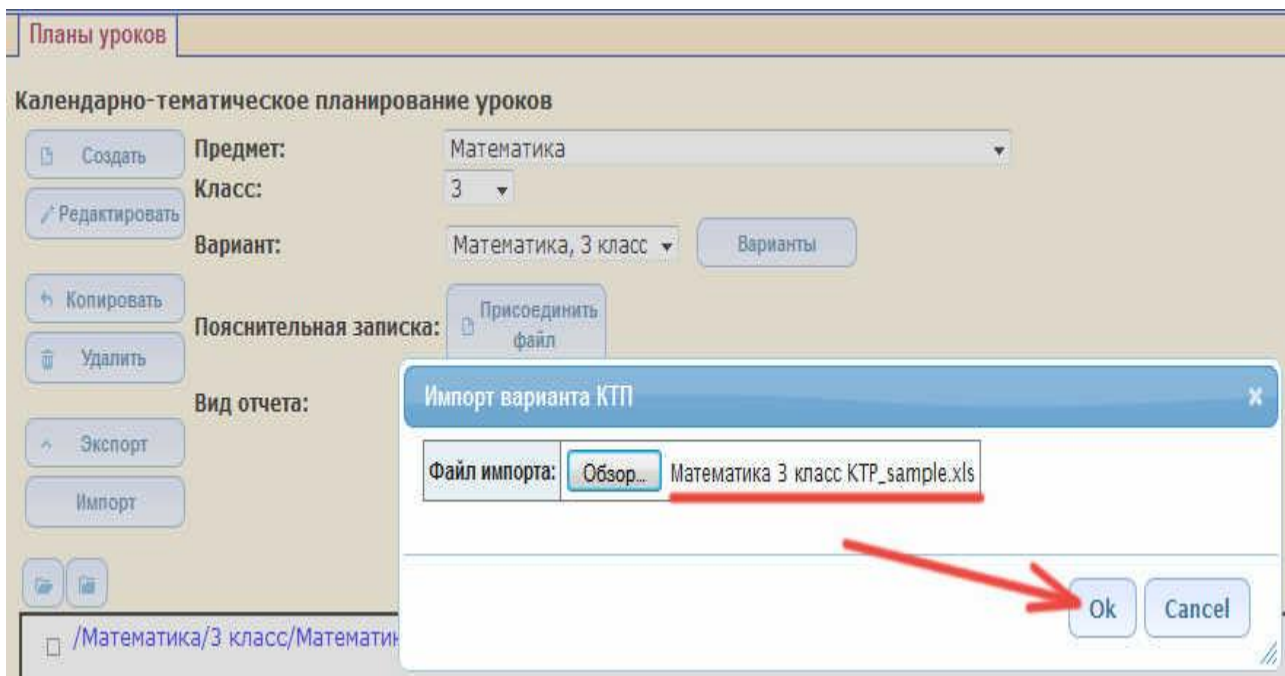 Планы уроков
Календарно-тематическое планирование уроков
Создать
Предмет:
Математика
Редактировать
Класс:
3
Вариант:
Математика, 3 класс
Варианты
Копировать
Пояснительная записка:
Присоединить
файл
Удалить
Вид отчета:
Экспорт
Импорт
Импорт варианта КТП
Файл импорта:
Обзор...
Математика 3 класс KTP_sample.xls
Ok
Cancel
/Математика/3 класс/Математик